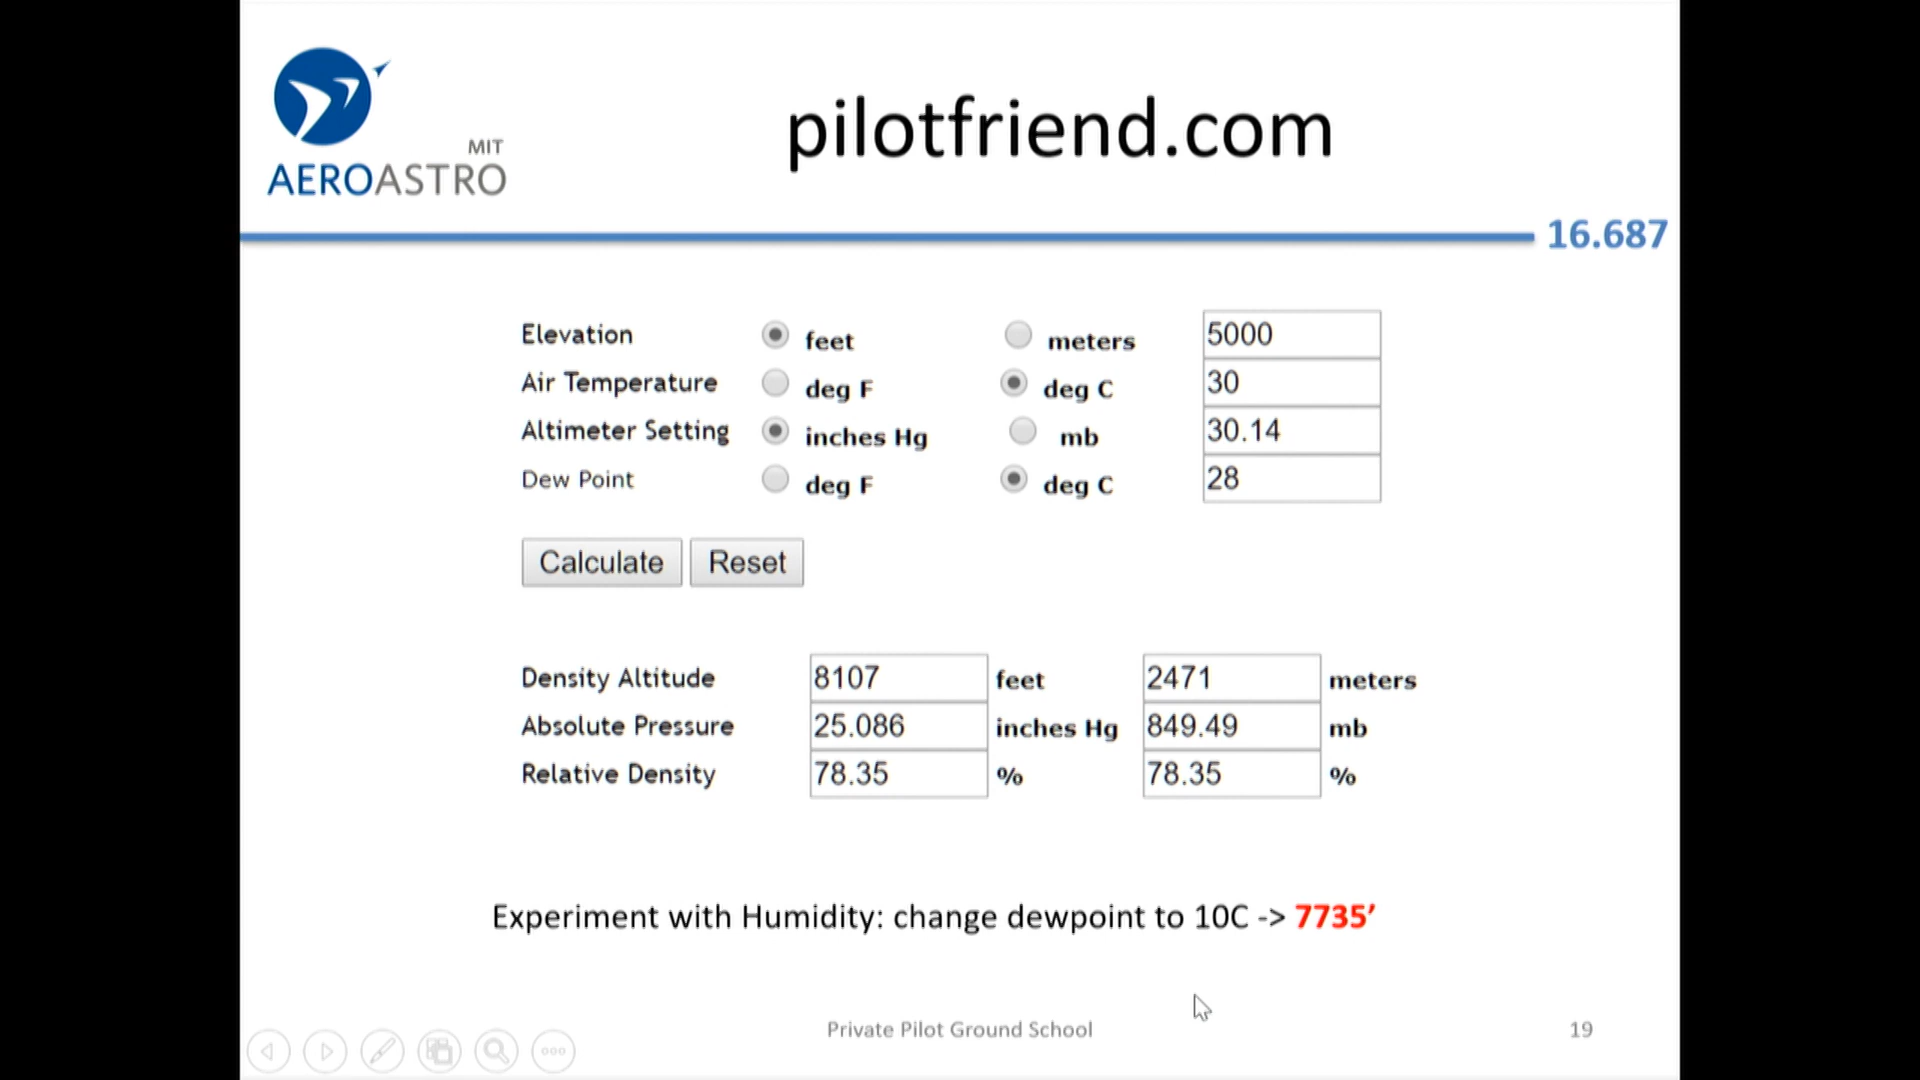 MIT
AEROASTRO
pilotfriend.com
16.687
Elevation feet meters 5000
Air Temperature deg F deg C 30
Altimeter Setting inches Hg mb 30.14
Dew Point deg F deg C 28
Calculate Reset
Density Altitude 8107 feet 2471 meters
Absolute Pressure 25.086 inches Hg 849.49 mb
Relative Density 78.35 % 78.35 %
Experiment with Humidity: change dewpoint to 10C -> 7735’
Private Pilot Ground School 19